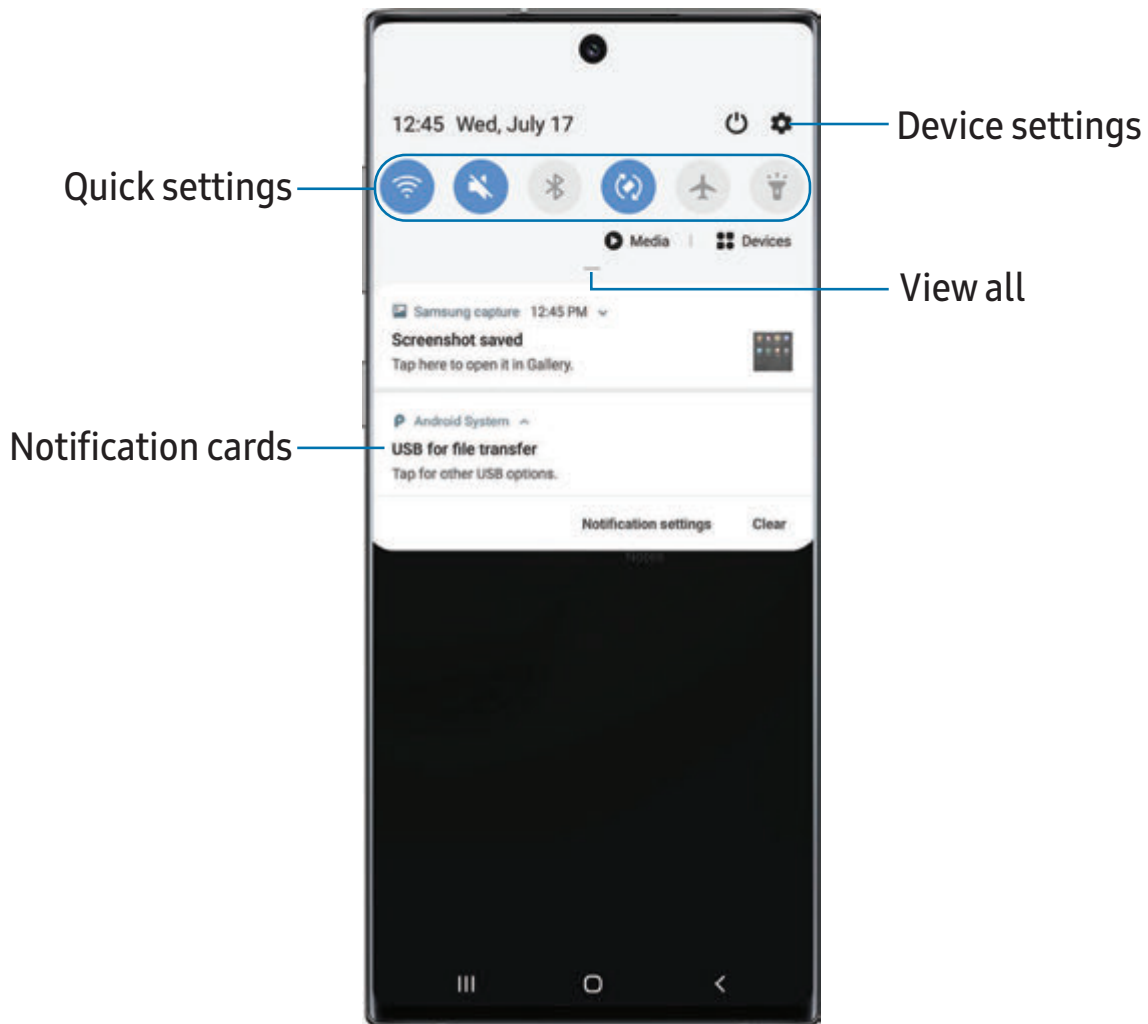 12:45 Wed, July 17
Device settings
Quick settings
Media
Devices
View all
Samsung capture 12:45 PM
Screenshot saved
Tap here to open it in Gallery.
Android System
Notification cards
USB for file transfer
Tap for other USB options.
Notification settings Clear
Notes